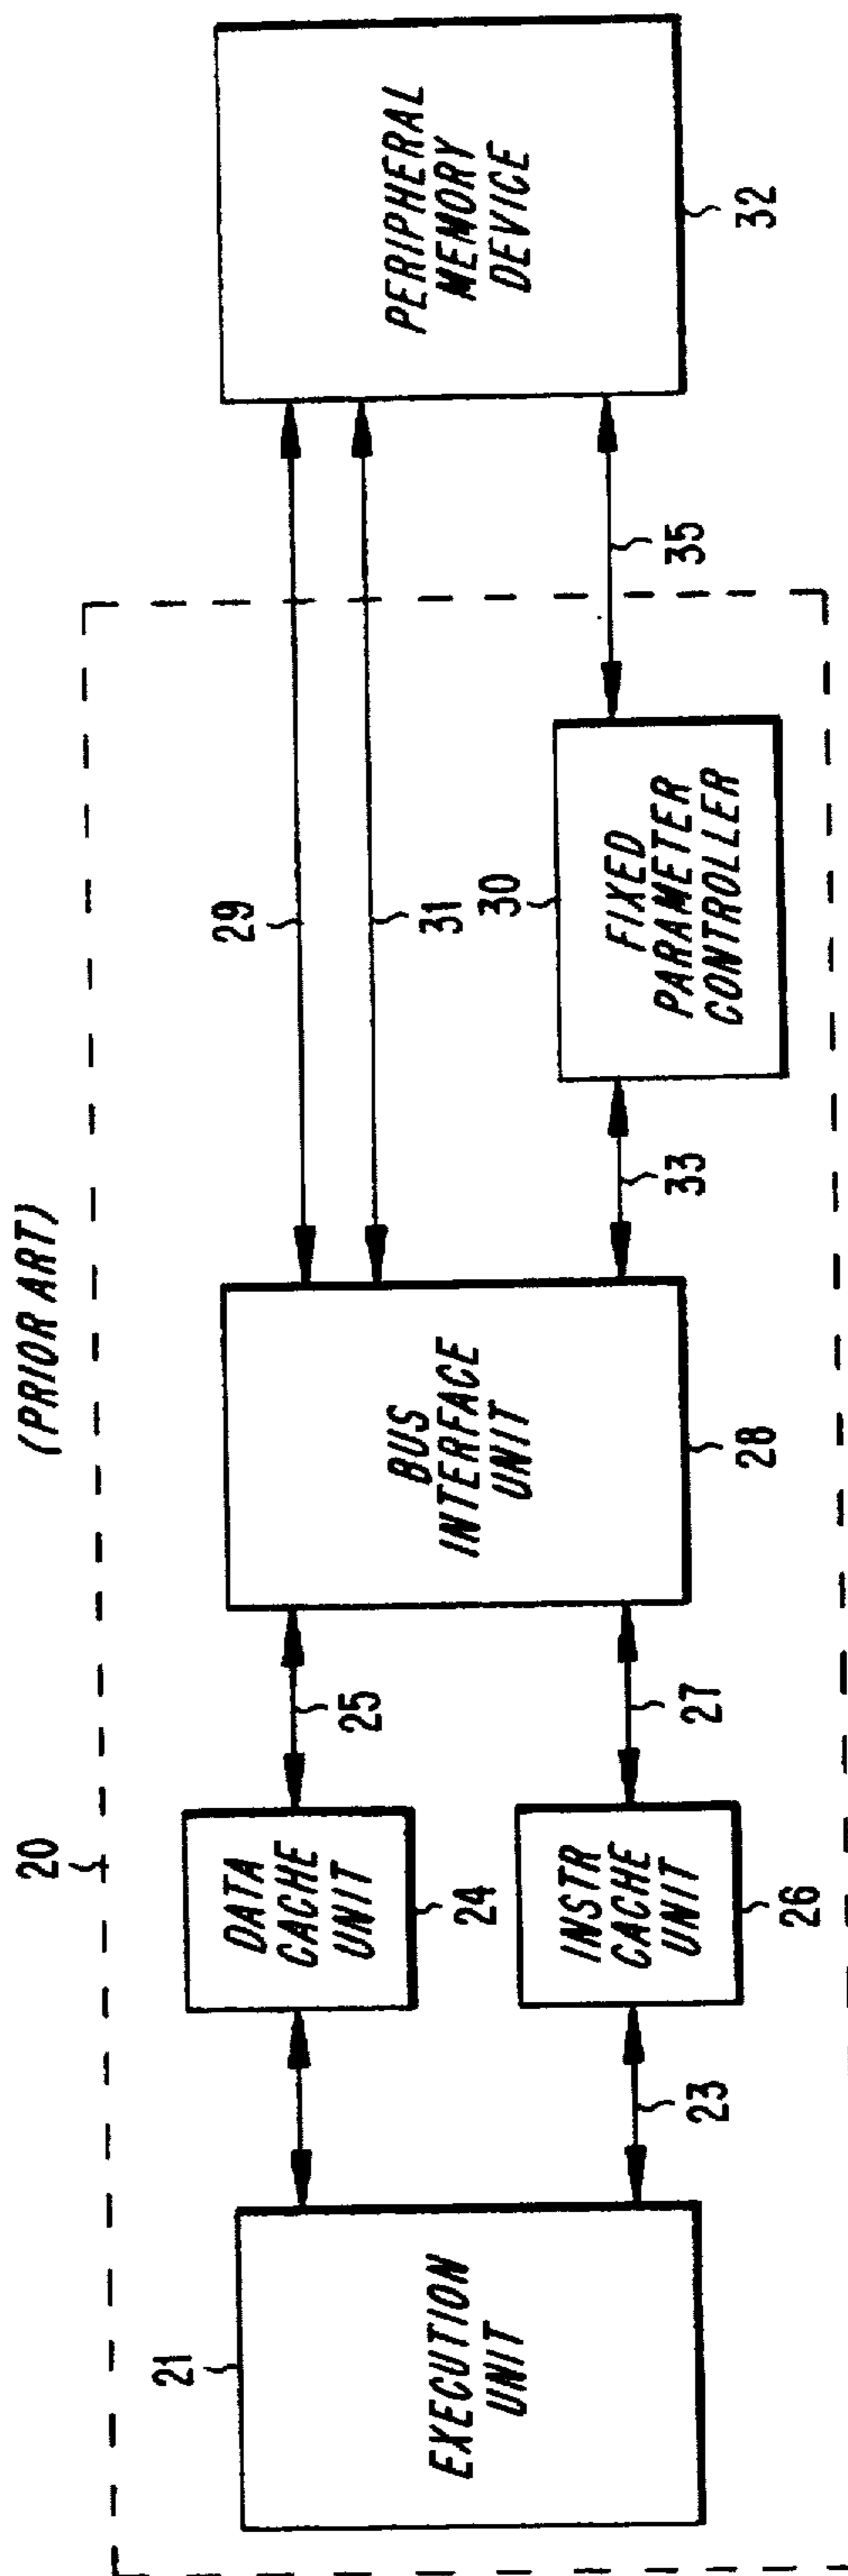 (PRIOR ART)
20
21
EXECUTION
UNIT
23
DATA
CACHE
UNIT
24
INSTR
CACHE
UNIT
26
25
27
BUS
INTERFACE
UNIT
28
29
31
33
30
FIXED
PARAMETER
CONTROLLER
35
PERIPHERAL
MEMORY
DEVICE
32